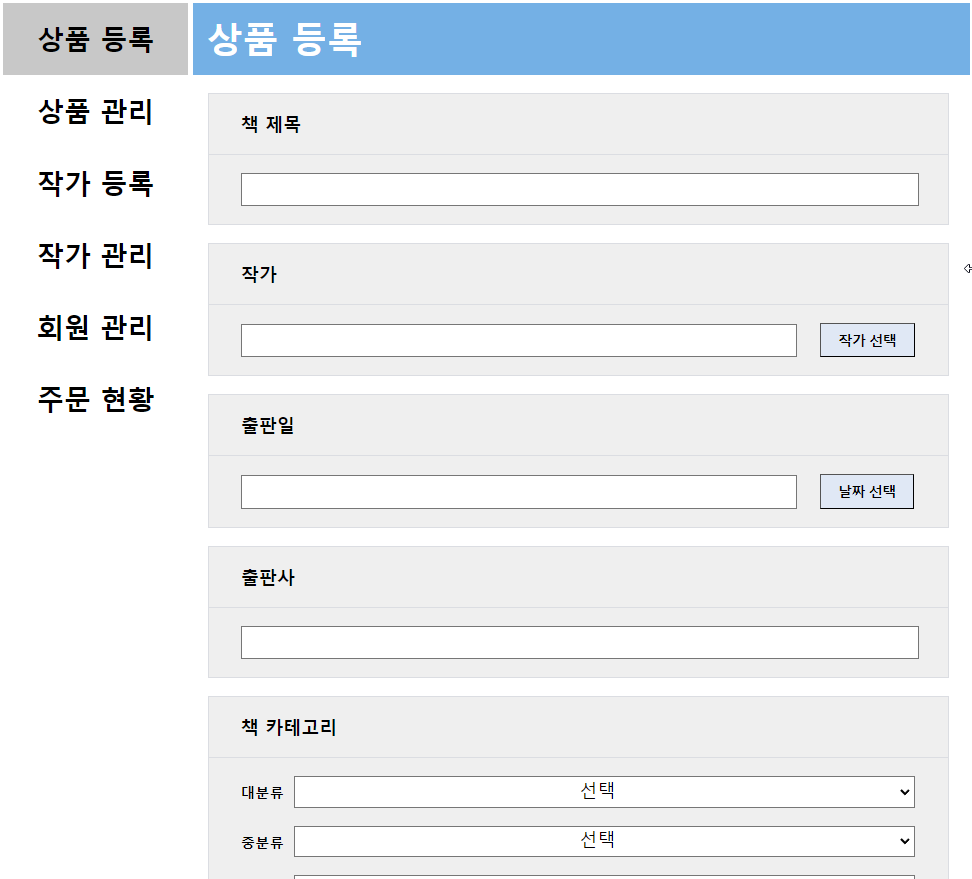 상품 등록
상품 관리
작가 등록
작가 관리
회원 관리
주문 현황
상품 등록
책 제목
작가
작가 선택
출판일
날짜 선택
출판사
책 카테고리
대분류 선택
중분류 선택